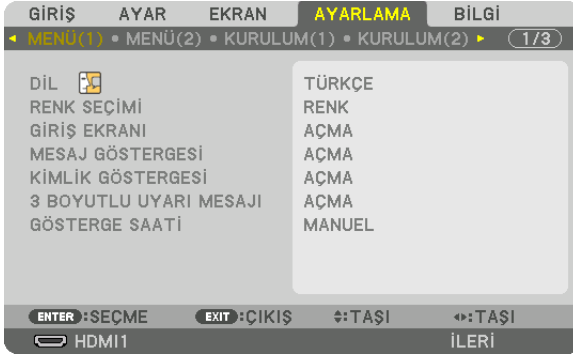 GİRİŞ AYAR EKRAN AYARLAMA BİLGİ
MENÜ(1) • MENÜ(2) • KURULUM(1) • KURULUM(2) 1/3
DİL TÜRKÇE
RENK SEÇİMİ RENK
GİRİŞ EKRANI AÇMA
MESAJ GÖSTERGESİ AÇMA
KİMLİK GÖSTERGESİ AÇMA
3 BOYUTLU UYARI MESAJI AÇMA
GÖSTERGE SAATİ MANUEL
ENTER :SEÇME EXIT :ÇIKIŞ :TAŞI :TAŞI
HDMI1 İLERİ